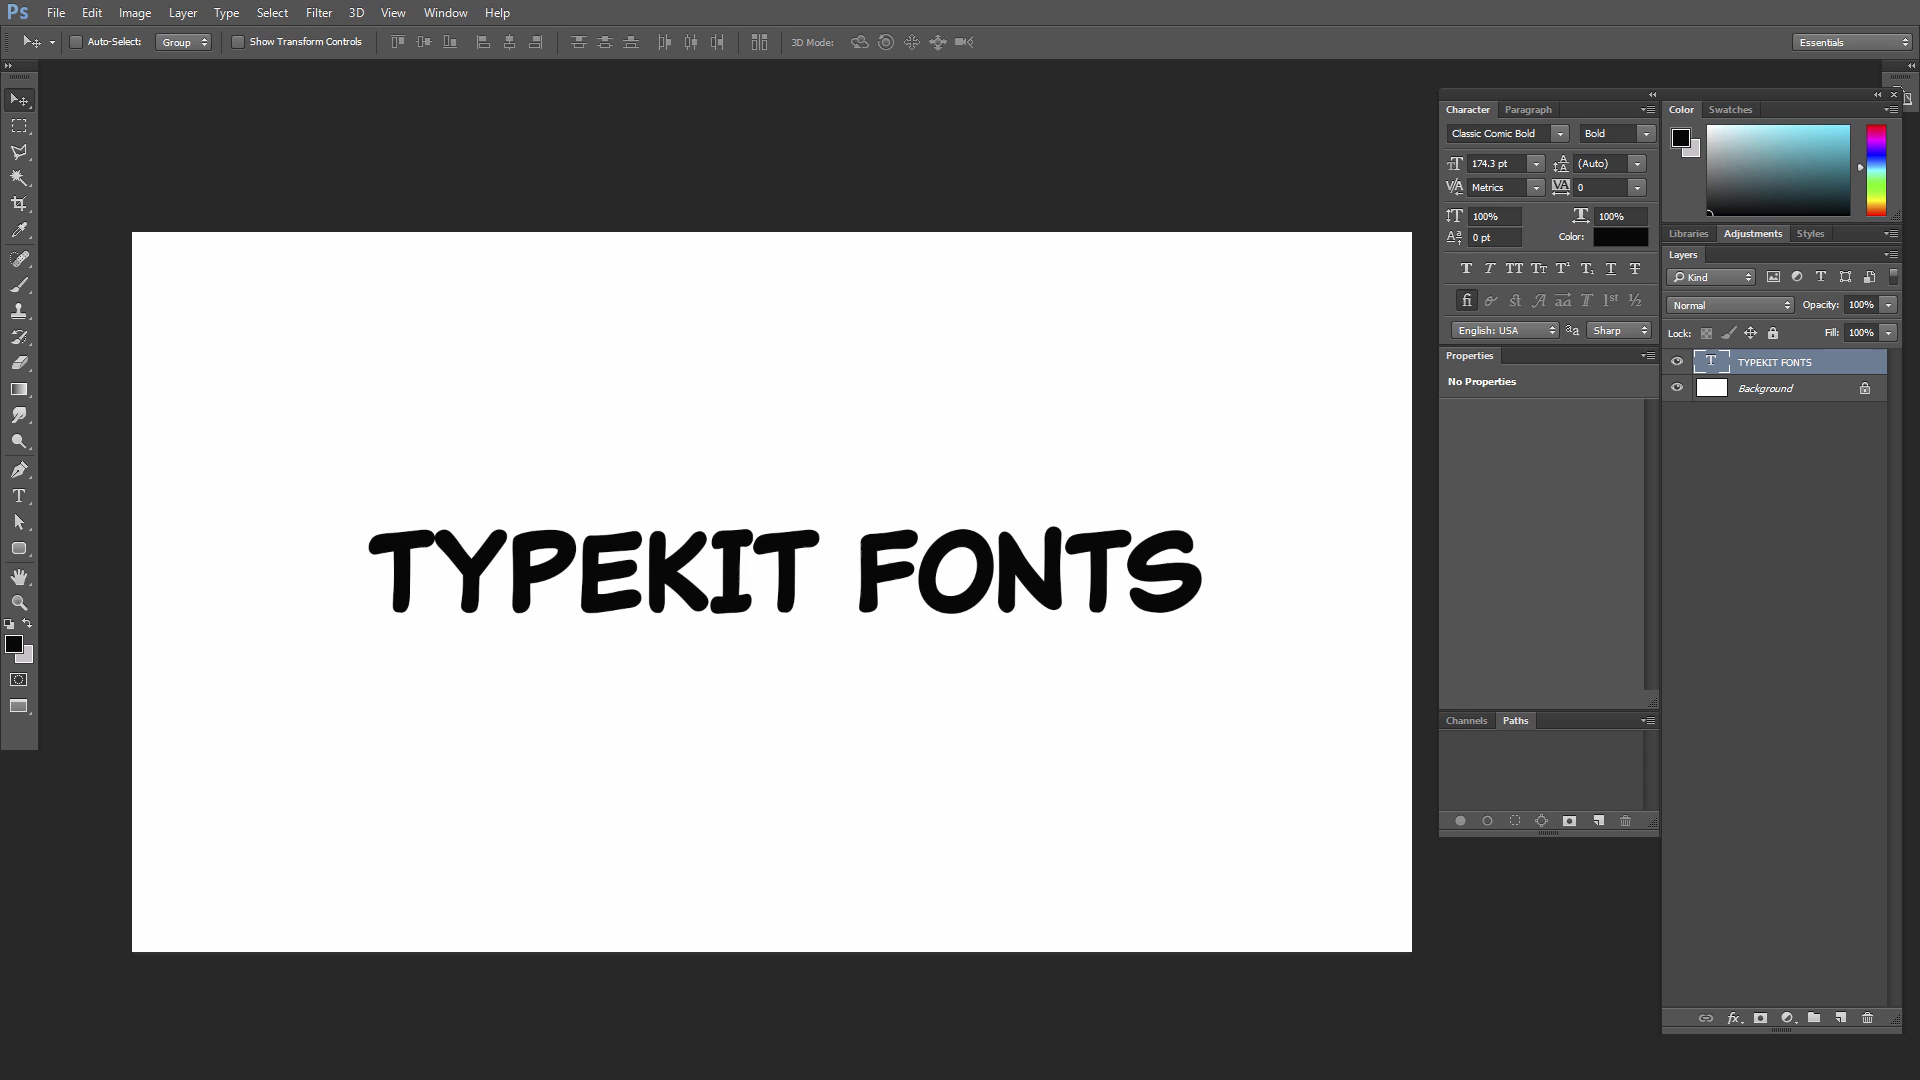 Ps File Edit Image Layer Type Select Filter 3D View Window Help
Auto-Select: Group Show Transform Controls 3D Mode: Essentials
Character Paragraph
Classic Comic Bold Bold
174.3 pt (Auto)
Metrics 0
100% 100%
0 pt Color:
English: USA Sharp
Properties
No Properties
Channels Paths
Color Swatches
Libraries Adjustments Styles
Layers
Kind
Normal Opacity: 100%
Lock: Fill: 100%
TYPEKIT FONTS
Background
TYPEKIT FONTS